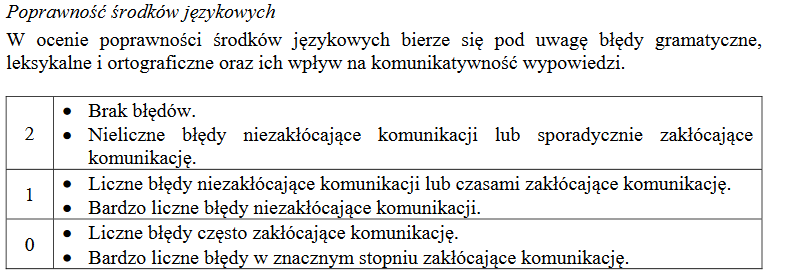 Poprawność środków językowych
W ocenie poprawności środków językowych bierze się pod uwagę błędy gramatyczne,
leksykalne i ortograficzne oraz ich wpływ na komunikatywność wypowiedzi.
2
• Brak błędów.
• Nieliczne błędy niezakłócające komunikacji lub sporadycznie zakłócające
komunikację.
1
• Liczne błędy niezakłócające komunikacji lub czasami zakłócające komunikację.
• Bardzo liczne błędy niezakłócające komunikacji.
0
• Liczne błędy często zakłócające komunikację.
• Bardzo liczne błędy w znacznym stopniu zakłócające komunikację.